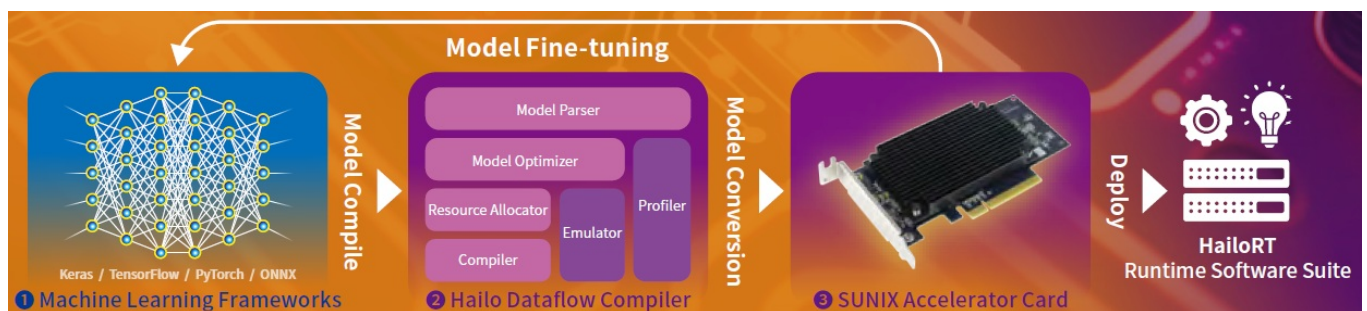 Model Fine-tuning
Keras / TensorFlow / PyTorch / ONNX
❶ Machine Learning Frameworks
Model Compile
Model Parser
Model Optimizer
Resource Allocator
Compiler
Emulator
Profiler
❷ Hailo Dataflow Compiler
Model Conversion
❸ SUNIX Accelerator Card
Deploy
HailoRT
Runtime Software Suite